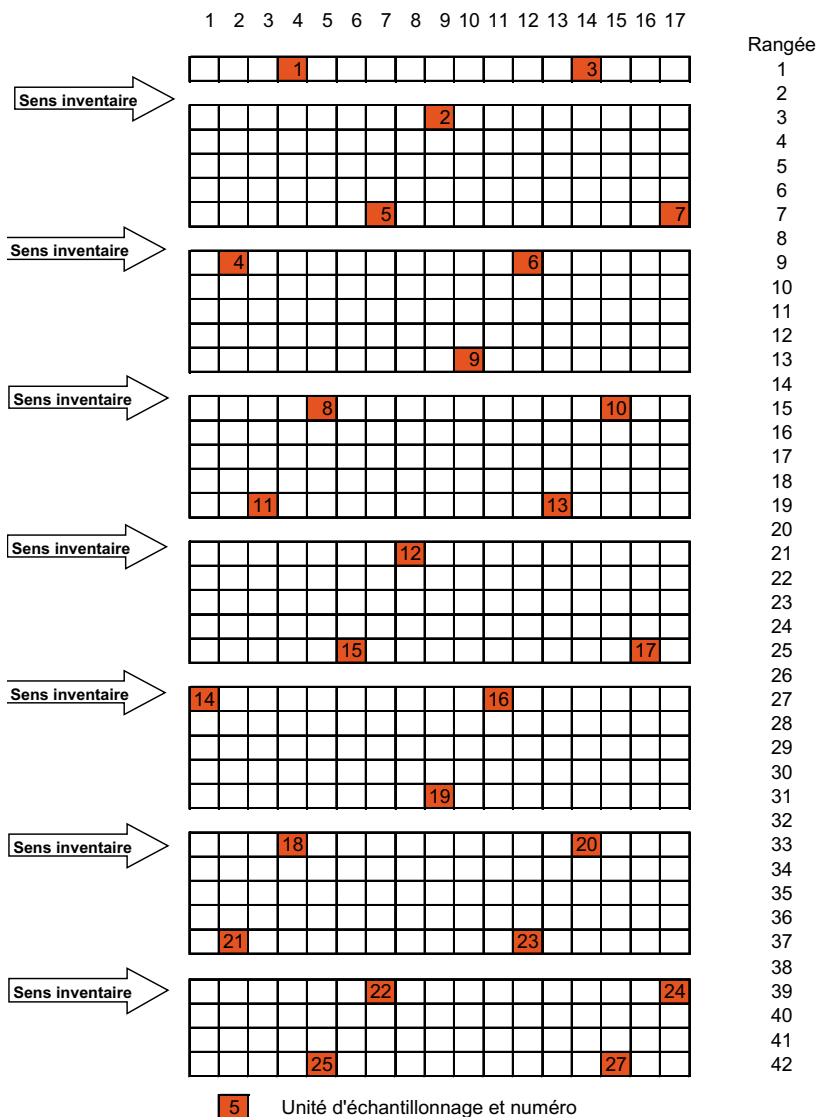 1 2 3 4 5 6 7 8 9 10 11 12 13 14 15 16 17
Rangée
1 3 1
Sens inventaire 2
2 3
4
5
6
5 7 7
Sens inventaire 8
4 6 9
10
11
12
9 13
Sens inventaire 14
8 10 15
16
17
18
11 13 19
Sens inventaire 20
12 21
22
23
24
15 17 25
Sens inventaire 26
14 16 27
28
29
30
19 31
Sens inventaire 32
18 20 33
34
35
36
21 23 37
Sens inventaire 38
22 24 39
40
41
25 27 42
5 Unité d'échantillonnage et numéro